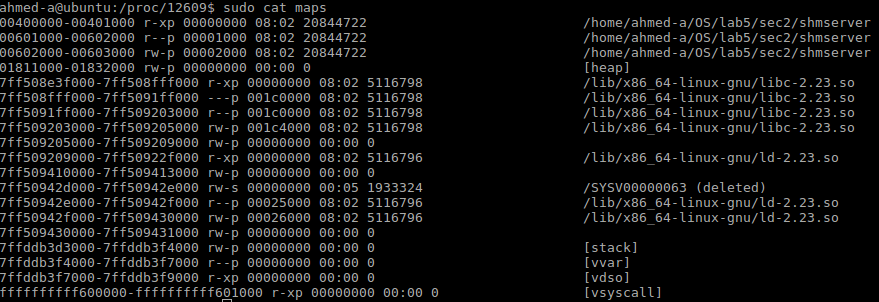 ahmed-a@ubuntu:/proc/12609$ sudo cat maps
00400000-00401000 r-xp 00000000 08:02 20844722 /home/ahmed-a/OS/lab5/sec2/shmserver
00601000-00602000 r--p 00001000 08:02 20844722 /home/ahmed-a/OS/lab5/sec2/shmserver
00602000-00603000 rw-p 00002000 08:02 20844722 /home/ahmed-a/OS/lab5/sec2/shmserver
01811000-01832000 rw-p 00000000 00:00 0 [heap]
7ff508e3f000-7ff508fff000 r-xp 00000000 08:02 5116798 /lib/x86_64-linux-gnu/libc-2.23.so
7ff508fff000-7ff5091ff000 ---p 001c0000 08:02 5116798 /lib/x86_64-linux-gnu/libc-2.23.so
7ff5091ff000-7ff509203000 r--p 001c0000 08:02 5116798 /lib/x86_64-linux-gnu/libc-2.23.so
7ff509203000-7ff509205000 rw-p 001c4000 08:02 5116798 /lib/x86_64-linux-gnu/libc-2.23.so
7ff509205000-7ff509209000 rw-p 00000000 00:00 0
7ff509209000-7ff50922f000 r-xp 00000000 08:02 5116796 /lib/x86_64-linux-gnu/ld-2.23.so
7ff509410000-7ff509413000 rw-p 00000000 00:00 0
7ff50942d000-7ff50942e000 rw-s 00000000 00:05 1933324 /SYSV00000063 (deleted)
7ff50942e000-7ff50942f000 r--p 00025000 08:02 5116796 /lib/x86_64-linux-gnu/ld-2.23.so
7ff50942f000-7ff509430000 rw-p 00026000 08:02 5116796 /lib/x86_64-linux-gnu/ld-2.23.so
7ff509430000-7ff509431000 rw-p 00000000 00:00 0
7ffddb3d3000-7ffddb3f4000 rw-p 00000000 00:00 0 [stack]
7ffddb3f4000-7ffddb3f7000 r--p 00000000 00:00 0 [vvar]
7ffddb3f7000-7ffddb3f9000 r-xp 00000000 00:00 0 [vdso]
ffffffffff600000-ffffffffff601000 r-xp 00000000 00:00 0 [vsyscall]